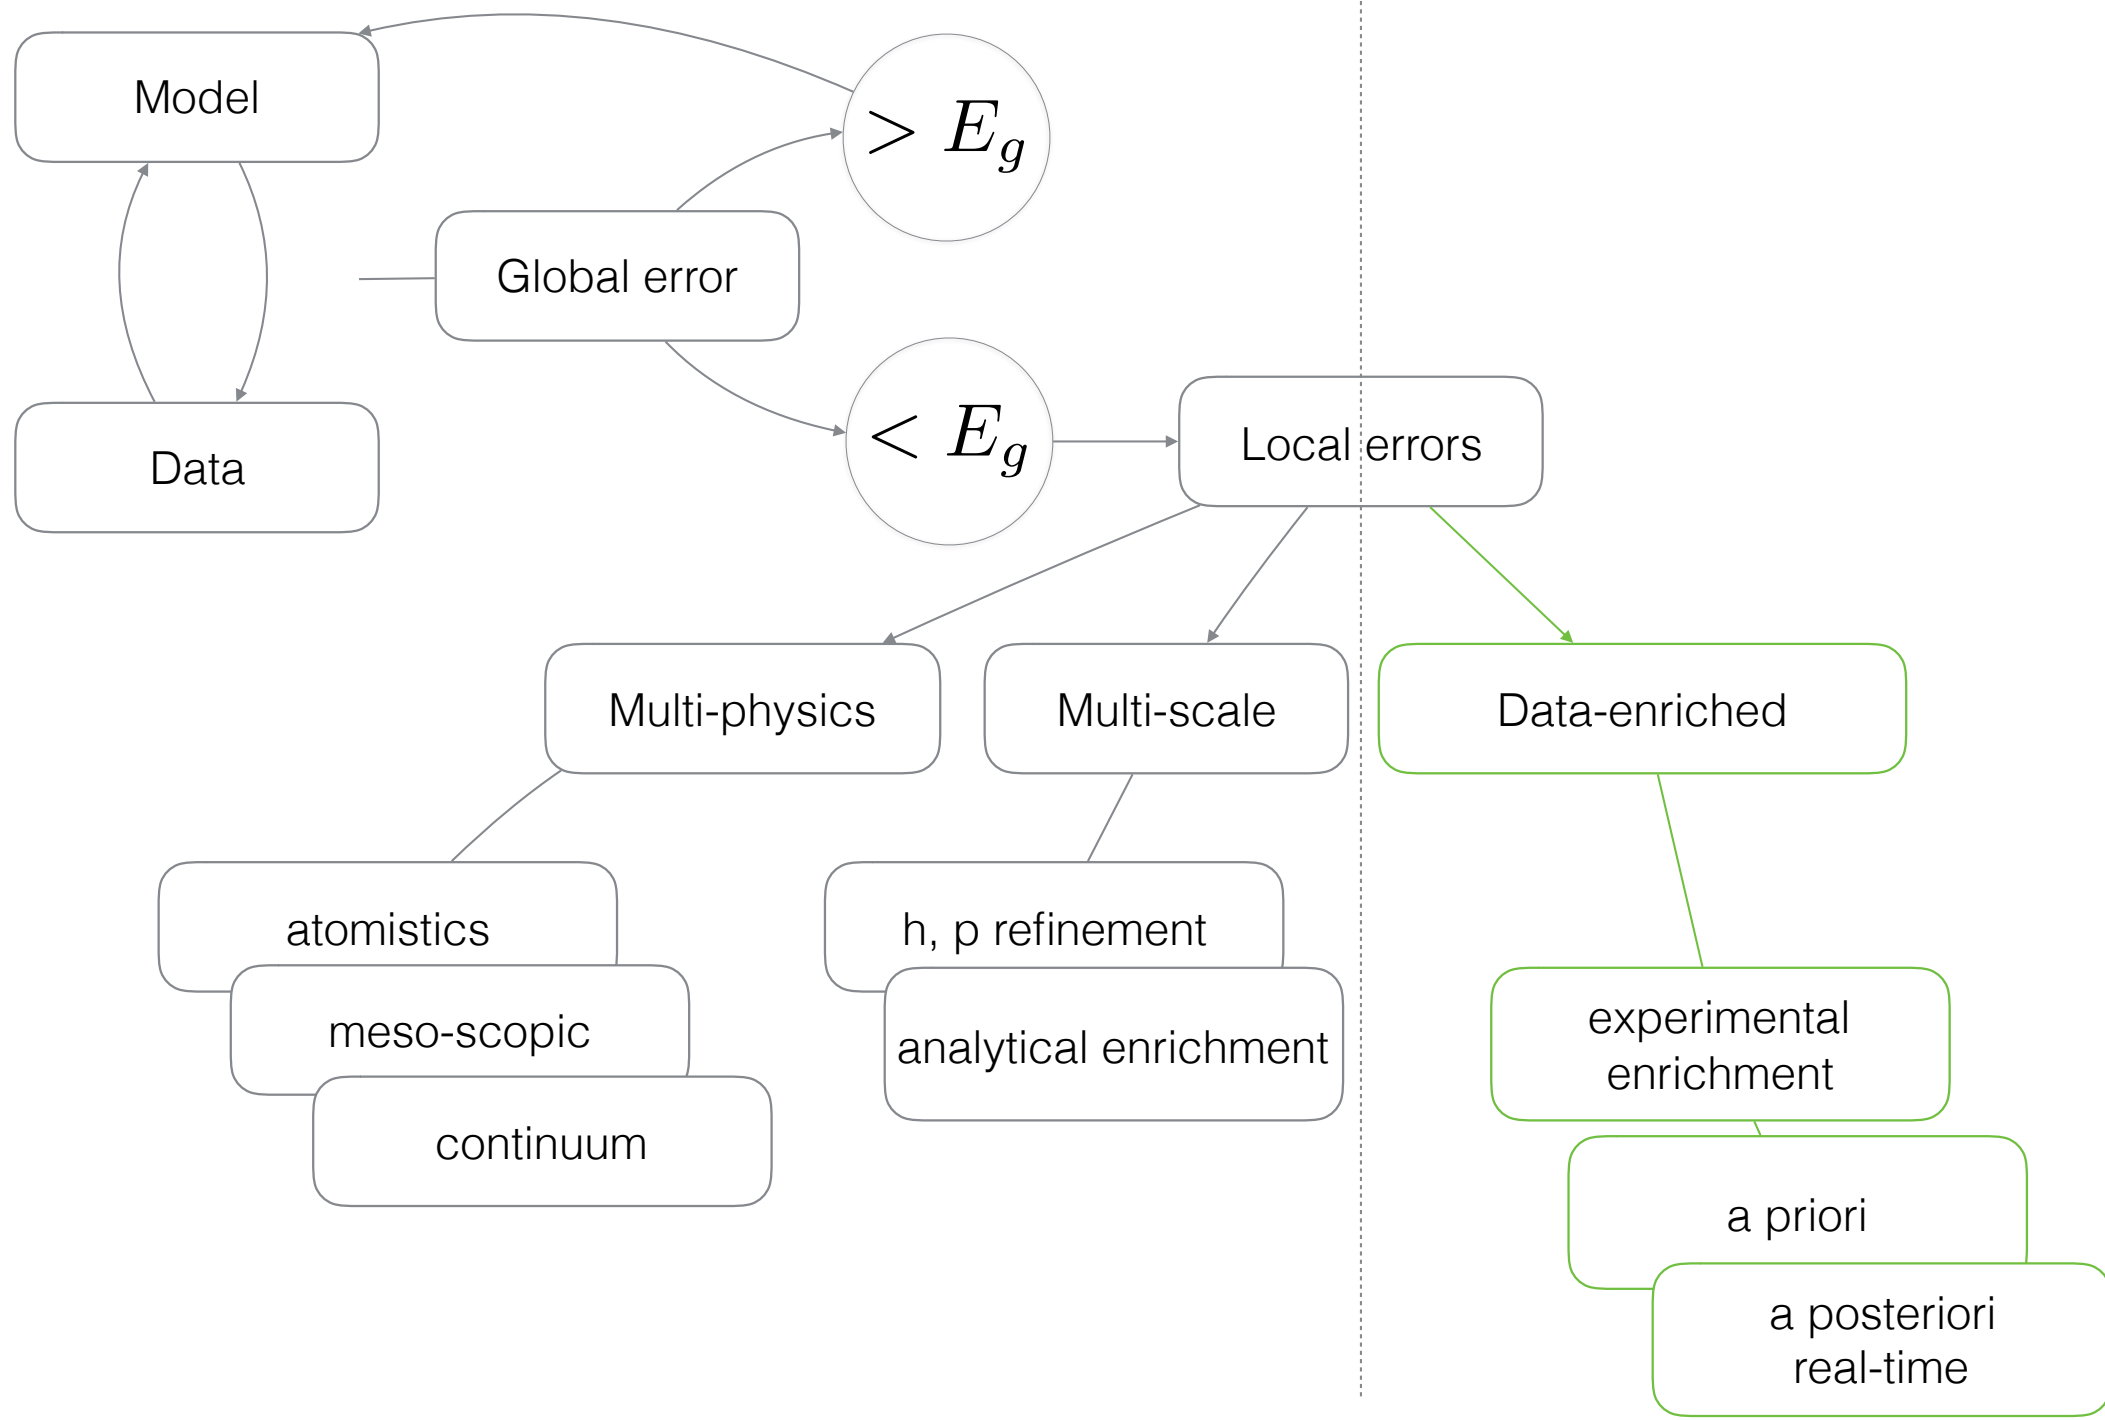 Model
> E_g
Global error
Data
< E_g
Local errors
Multi-physics
Multi-scale
Data-enriched
atomistics
meso-scopic
continuum
h, p refinement
analytical enrichment
experimental
enrichment
a priori
a posteriori
real-time